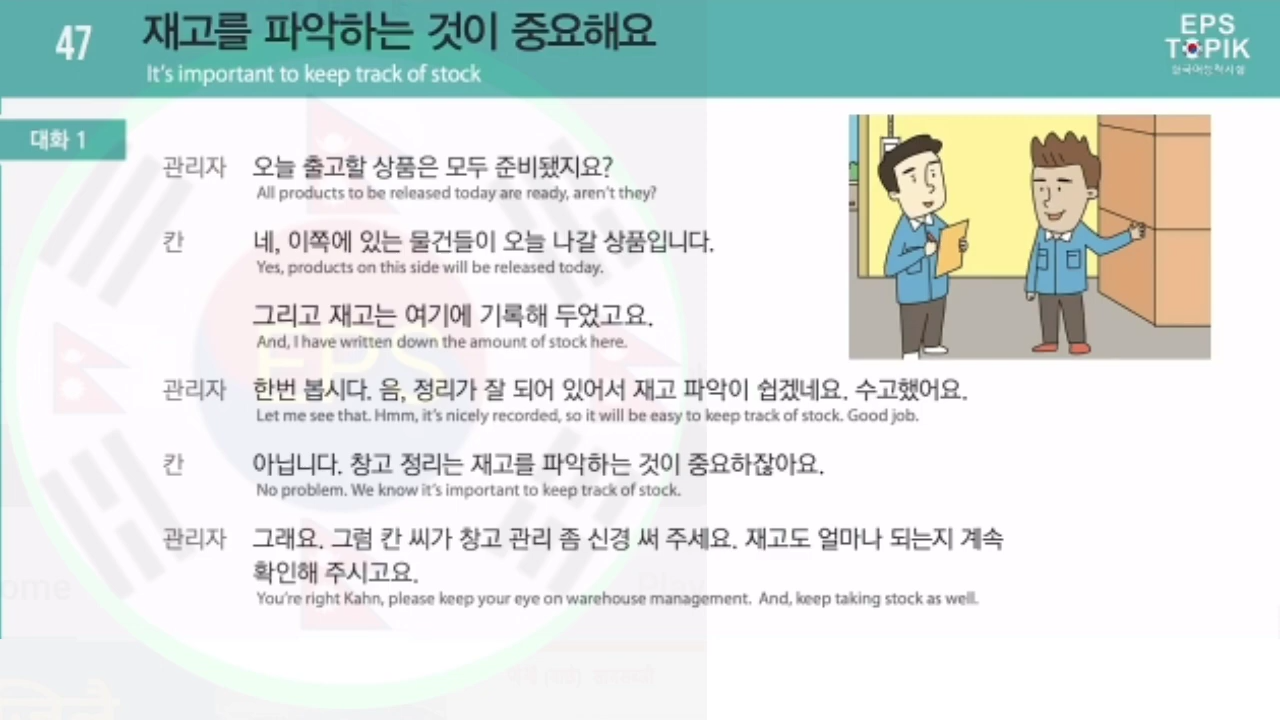 47
재고를 파악하는 것이 중요해요
It's important to keep track of stock
EPS
TOPIK
한국어능력시험
대화 1
관리자 오늘 출고할 상품은 모두 준비됐지요?
All products to be released today are ready, aren't they?
칸 네, 이쪽에 있는 물건들이 오늘 나갈 상품입니다.
Yes, products on this side will be released today.
그리고 재고는 여기에 기록해 두었고요.
And, I have written down the amount of stock here.
관리자 한번 봅시다. 음, 정리가 잘 되어 있어서 재고 파악이 쉽겠네요. 수고했어요.
Let me see that. Hmm, it's nicely recorded, so it will be easy to keep track of stock. Good job.
칸 아닙니다. 창고 정리는 재고를 파악하는 것이 중요하잖아요.
No problem. We know it's important to keep track of stock.
관리자 그래요. 그럼 칸 씨가 창고 관리 좀 신경 써 주세요. 재고도 얼마나 되는지 계속
확인해 주시고요.
You're right Kahn, please keep your eye on warehouse management. And, keep taking stock as well.
EPS
ome
Play